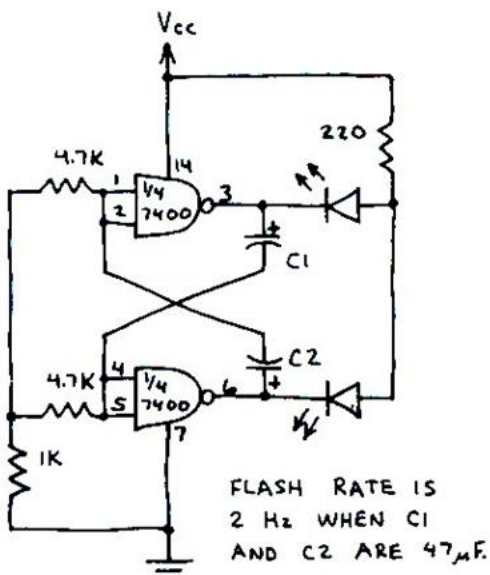 Vcc
220
4.7K
1
14
1/4
7400
3
2
+
C1
C2
4.7K
4
1/4
7400
6
+
5
7
1K
FLASH RATE IS
2 Hz WHEN C1
AND C2 ARE 47µF.